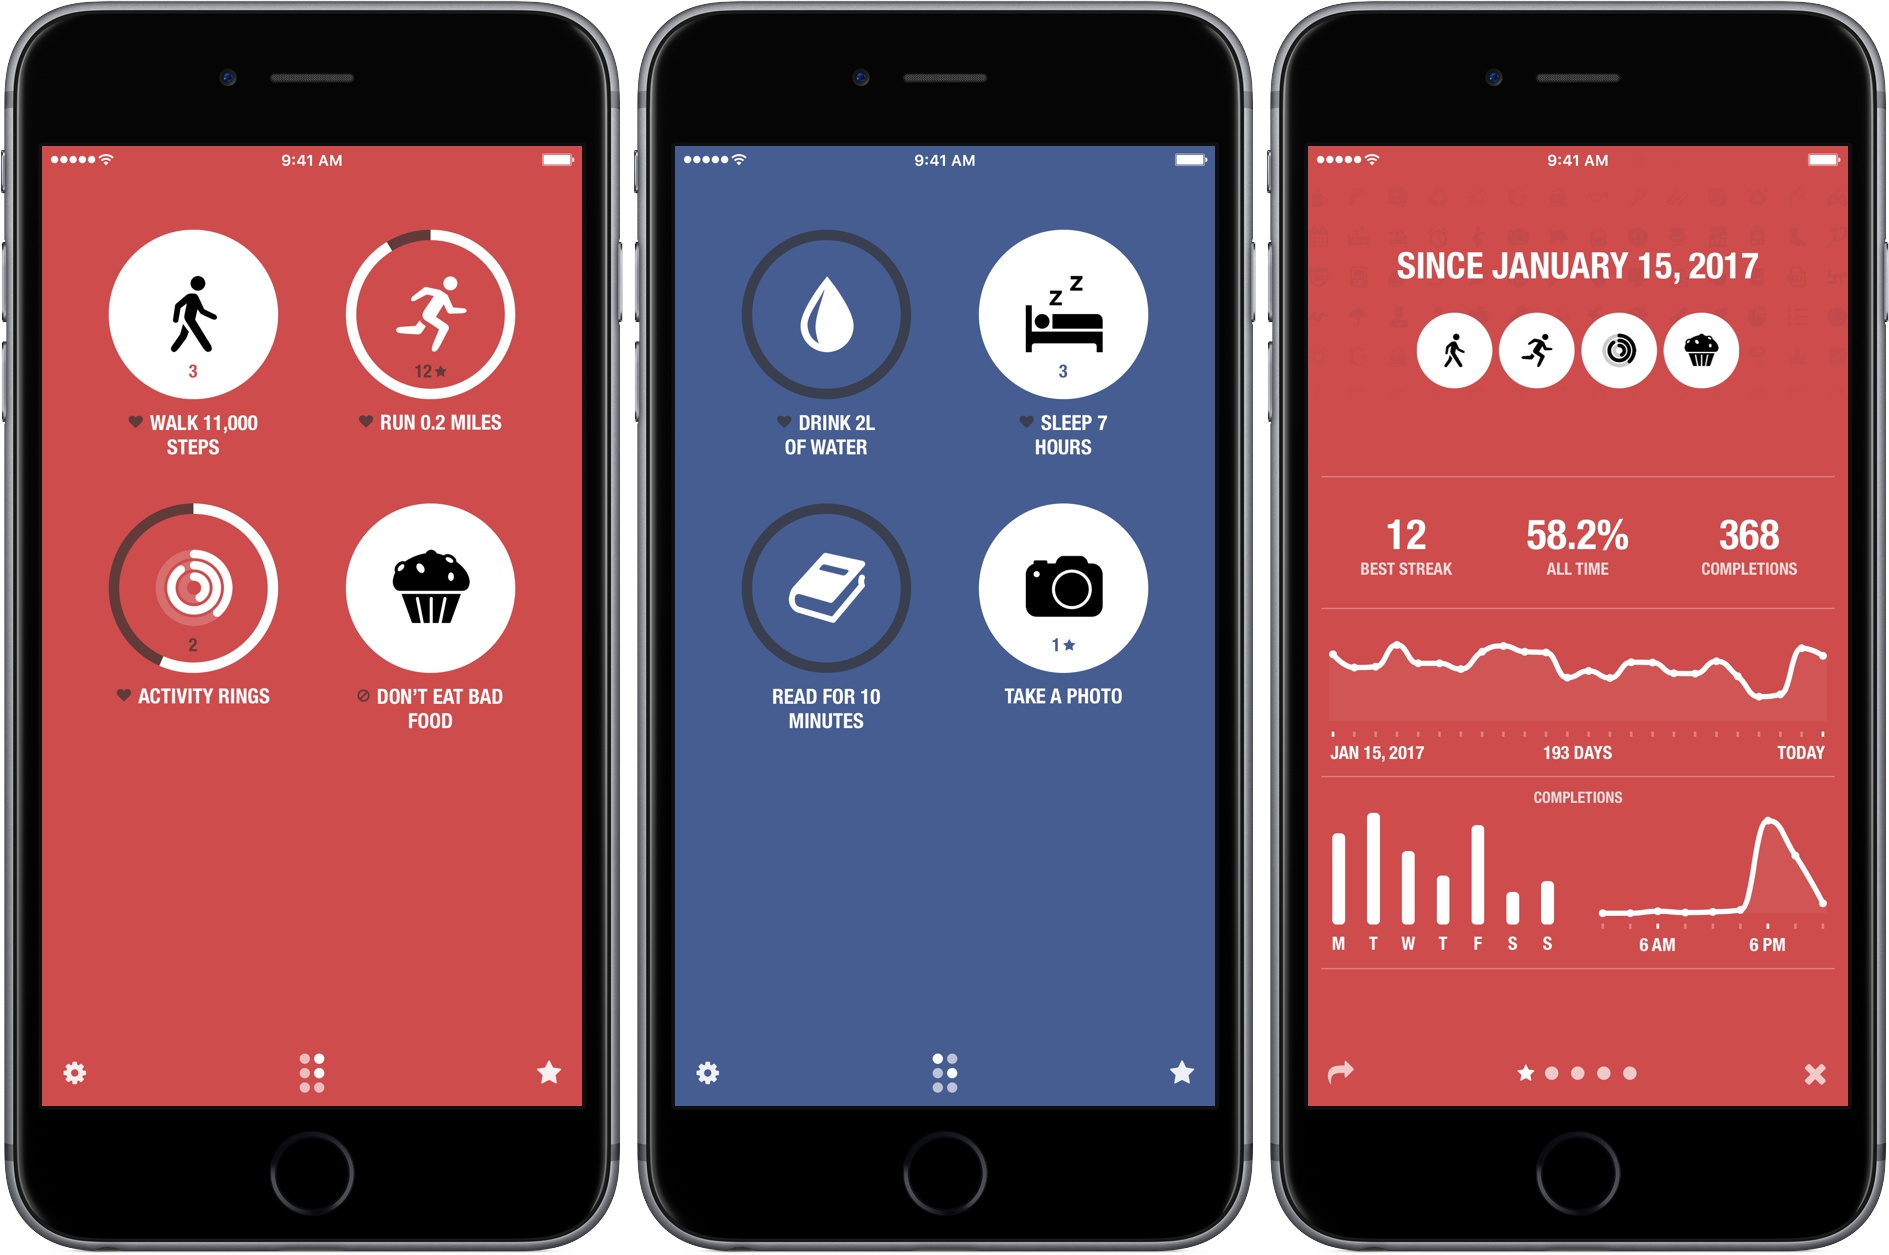 9:41 AM
3
12★
WALK 11,000
STEPS
RUN 0.2 MILES
2
ACTIVITY RINGS
DON'T EAT BAD
FOOD
9:41 AM
Z Z
3
DRINK 2L
OF WATER
SLEEP 7
HOURS
1★
READ FOR 10
MINUTES
TAKE A PHOTO
9:41 AM
SINCE JANUARY 15, 2017
12 58.2% 368
BEST STREAK ALL TIME COMPLETIONS
JAN 15, 2017 193 DAYS TODAY
COMPLETIONS
M T W T F S S
6 AM 6 PM